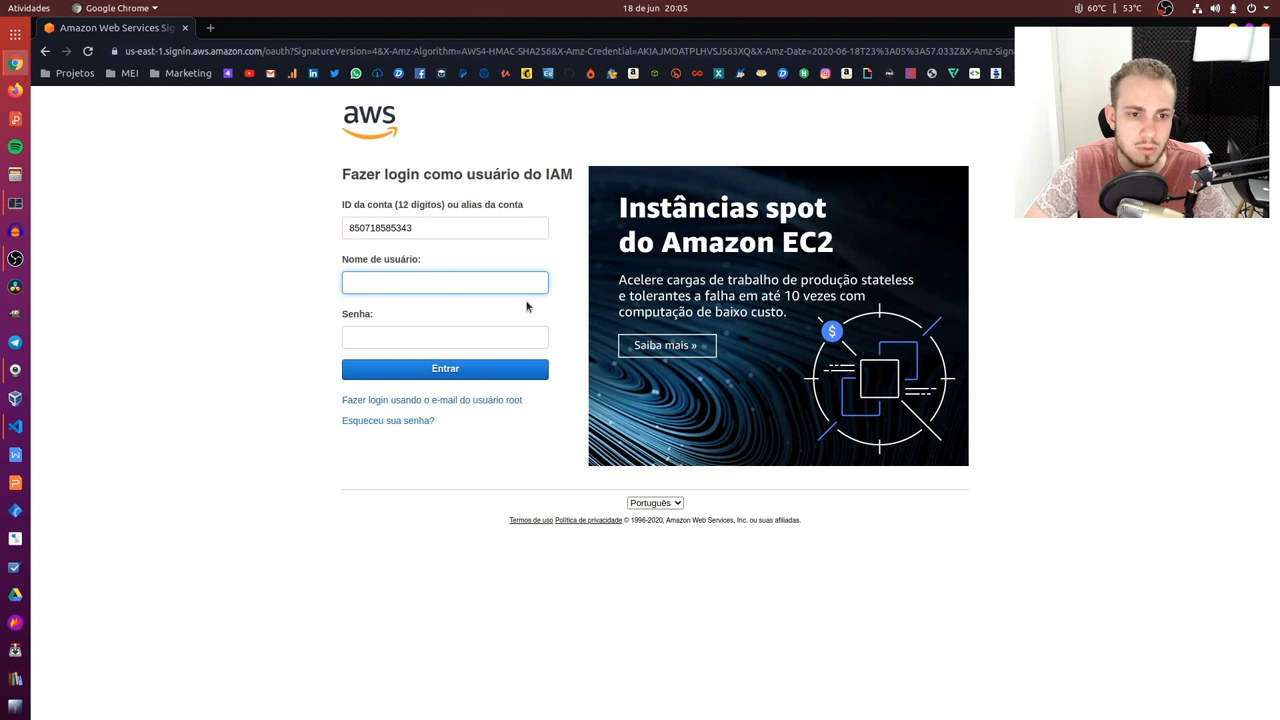 Atividades
Google Chrome
18 de jun 20:05
60°C
53°C
Amazon Web Services Sig
us-east-1.signin.aws.amazon.com/oauth?SignatureVersion=4&X-Amz-Algorithm=AWS4-HMAC-SHA256&X-Amz-Credential=AKIAJMOATPLHVSJ563XQ&X-Amz-Date=2020-06-18T23%3A05%3A57.033Z&X-Amz-Sign
Projetos
MEI
Marketing
aws
Fazer login como usuário do IAM
ID da conta (12 dígitos) ou alias da conta
850718585343
Nome de usuário:
Senha:
Entrar
Fazer login usando o e-mail do usuário root
Esqueceu sua senha?
Instâncias spot
do Amazon EC2
Acelere cargas de trabalho de produção stateless
e tolerantes a falha em até 10 vezes com
computação de baixo custo.
Saiba mais »
$
Português
Termos de uso Política de privacidade © 1996-2020, Amazon Web Services, Inc. ou suas afiliadas.